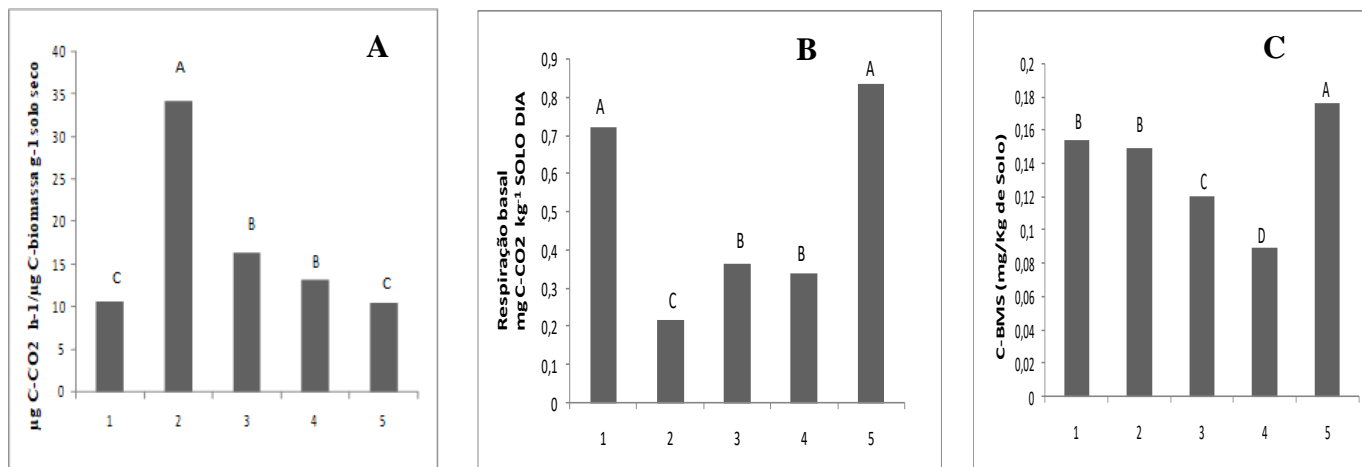 A
µg C-CO2 h-1/µg C-biomassa g-1 solo seco
40
35
30
25
20
15
10
5
0
C
A
B
B
C
1 2 3 4 5
B
Respiração basal
mg C-CO2 kg⁻¹ SOLO DIA
0,9
0,8
0,7
0,6
0,5
0,4
0,3
0,2
0,1
0
A
C
B
B
A
1 2 3 4 5
C
C-BMS (mg/Kg de Solo)
0,2
0,18
0,16
0,14
0,12
0,1
0,08
0,06
0,04
0,02
0
B
B
C
D
A
1 2 3 4 5